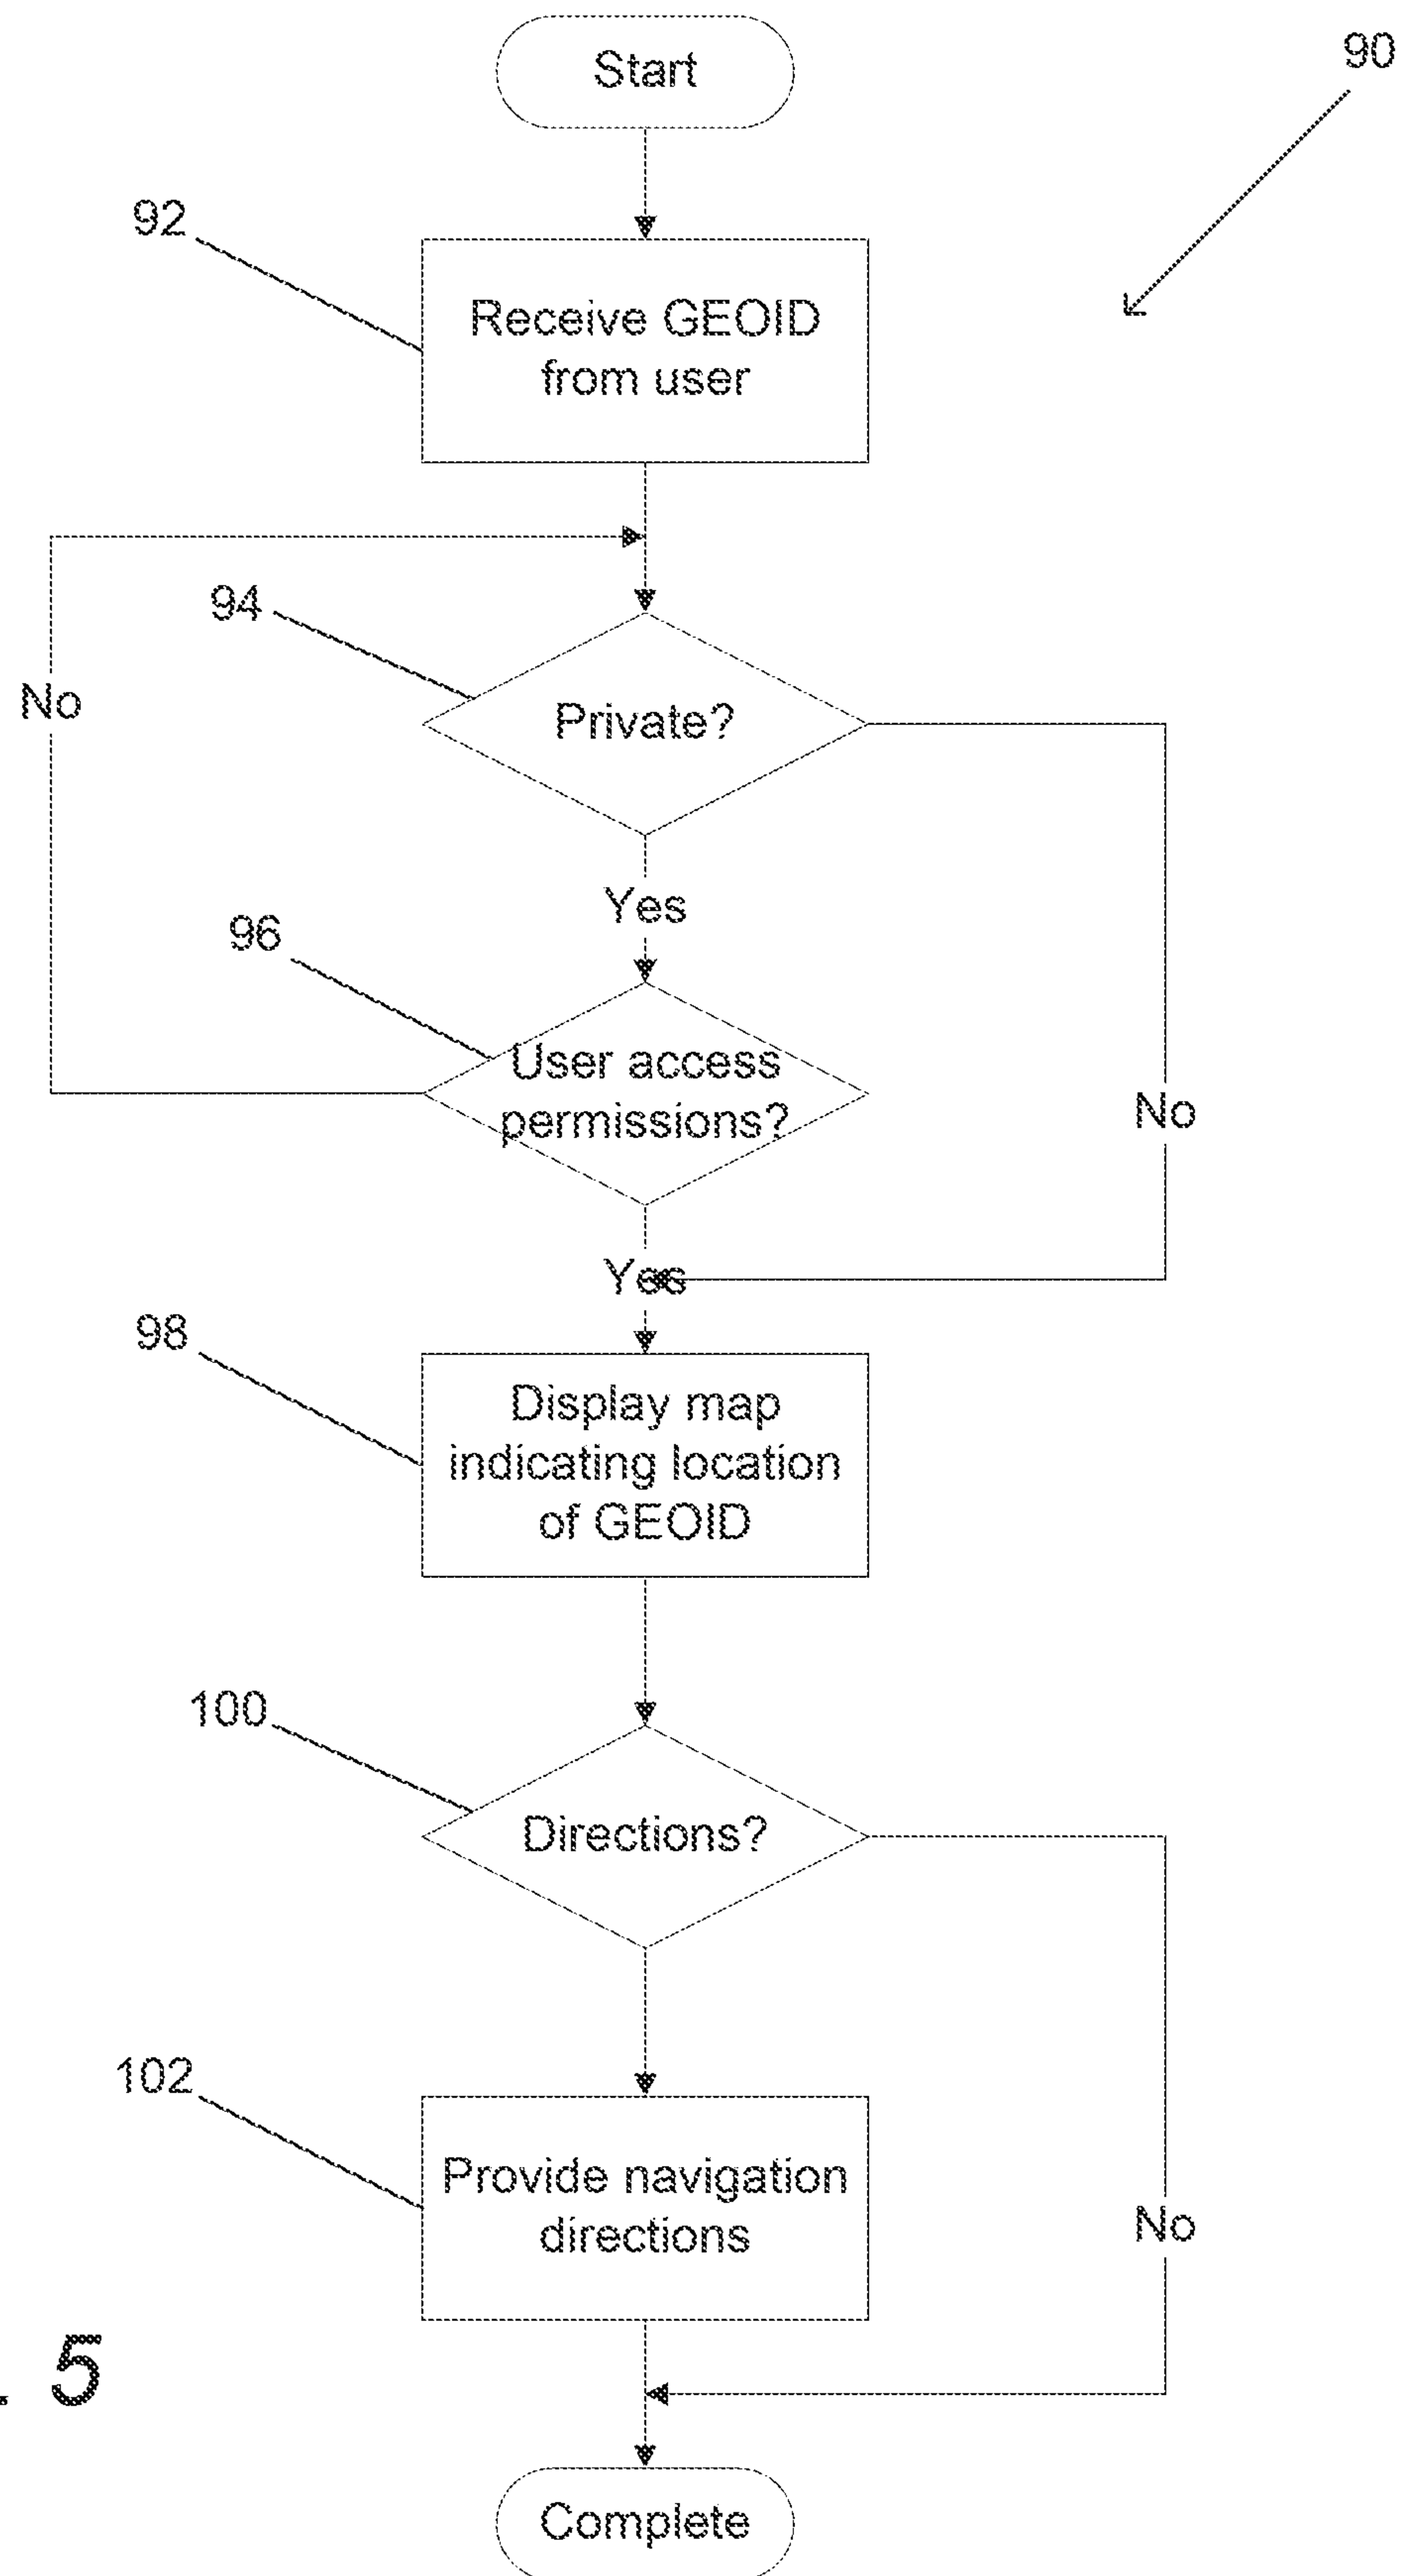 Start
90
92
Receive GEOID
from user
94
No
Private?
Yes
96
User access
permissions?
No
Yes
98
Display map
indicating location
of GEOID
100
Directions?
102
Provide navigation
directions
No
. 5
Complete